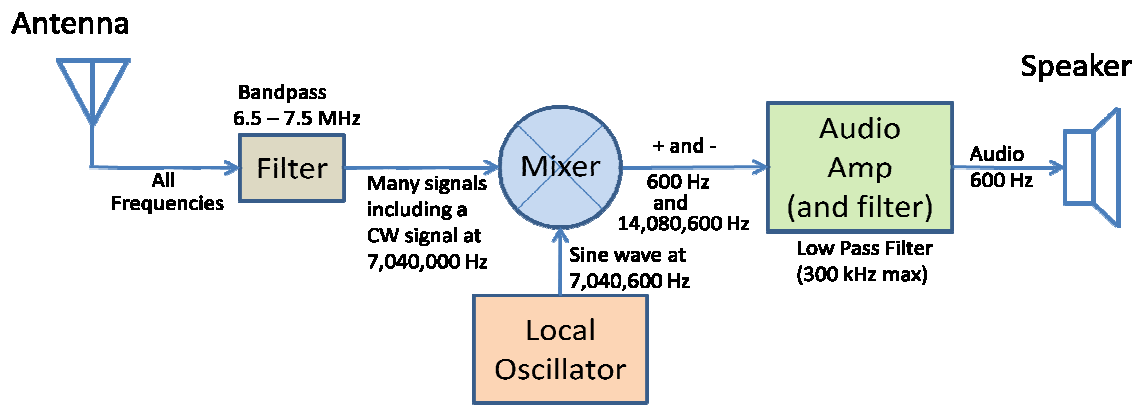 Antenna
Speaker
Bandpass
6.5 – 7.5 MHz
Filter
All
Frequencies
Many signals
including a
CW signal at
7,040,000 Hz
Mixer
+ and -
600 Hz
and
14,080,600 Hz
Sine wave at
7,040,600 Hz
Local
Oscillator
Audio
Amp
(and filter)
Low Pass Filter
(300 kHz max)
Audio
600 Hz